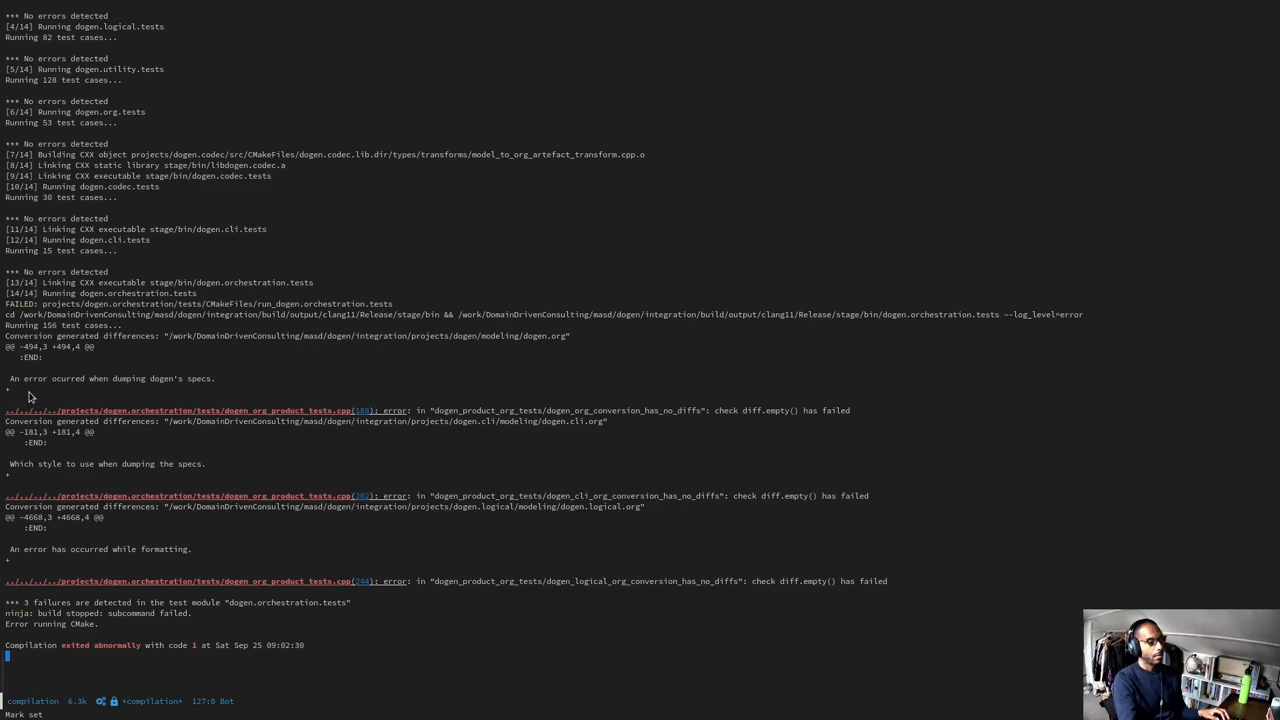 *** No errors detected
[4/14] Running dogen.logical.tests
Running 82 test cases...
*** No errors detected
[5/14] Running dogen.utility.tests
Running 128 test cases...
*** No errors detected
[6/14] Running dogen.org.tests
Running 53 test cases...
*** No errors detected
[7/14] Building CXX object projects/dogen.codec/src/CMakeFiles/dogen.codec.lib.dir/types/transforms/model_to_org_artefact_transform.cpp.o
[8/14] Linking CXX static library stage/bin/libdogen.codec.a
[9/14] Linking CXX executable stage/bin/dogen.codec.tests
[10/14] Running dogen.codec.tests
Running 30 test cases...
*** No errors detected
[11/14] Linking CXX executable stage/bin/dogen.cli.tests
[12/14] Running dogen.cli.tests
Running 15 test cases...
*** No errors detected
[13/14] Linking CXX executable stage/bin/dogen.orchestration.tests
[14/14] Running dogen.orchestration.tests
FAILED: projects/dogen.orchestration/tests/CMakeFiles/run_dogen.orchestration.tests
cd /work/DomainDrivenConsulting/masd/dogen/integration/build/output/clang11/Release/stage/bin && /work/DomainDrivenConsulting/masd/dogen/integration/build/output/clang11/Release/stage/bin/dogen.orchestration.tests --log_level=error
Running 156 test cases...
Conversion generated differences: "/work/DomainDrivenConsulting/masd/dogen/integration/projects/dogen/modeling/dogen.org"
@@ -494,3 +494,4 @@
:END:
An error ocurred when dumping dogen's specs.
+
../../../../projects/dogen.orchestration/tests/dogen_org_product_tests.cpp(188): error: in "dogen_product_org_tests/dogen_org_conversion_has_no_diffs": check diff.empty() has failed
Conversion generated differences: "/work/DomainDrivenConsulting/masd/dogen/integration/projects/dogen.cli/modeling/dogen.cli.org"
@@ -181,3 +181,4 @@
:END:
Which style to use when dumping the specs.
+
../../../../projects/dogen.orchestration/tests/dogen_org_product_tests.cpp(202): error: in "dogen_product_org_tests/dogen_cli_org_conversion_has_no_diffs": check diff.empty() has failed
Conversion generated differences: "/work/DomainDrivenConsulting/masd/dogen/integration/projects/dogen.logical/modeling/dogen.logical.org"
@@ -4668,3 +4668,4 @@
:END:
An error has occurred while formatting.
+
../../../../projects/dogen.orchestration/tests/dogen_org_product_tests.cpp(244): error: in "dogen_product_org_tests/dogen_logical_org_conversion_has_no_diffs": check diff.empty() has failed
*** 3 failures are detected in the test module "dogen.orchestration.tests"
ninja: build stopped: subcommand failed.
Error running CMake.
Compilation exited abnormally with code 1 at Sat Sep 25 09:02:30
compilation 6.3k *compilation* 127:0 Bot
Mark set